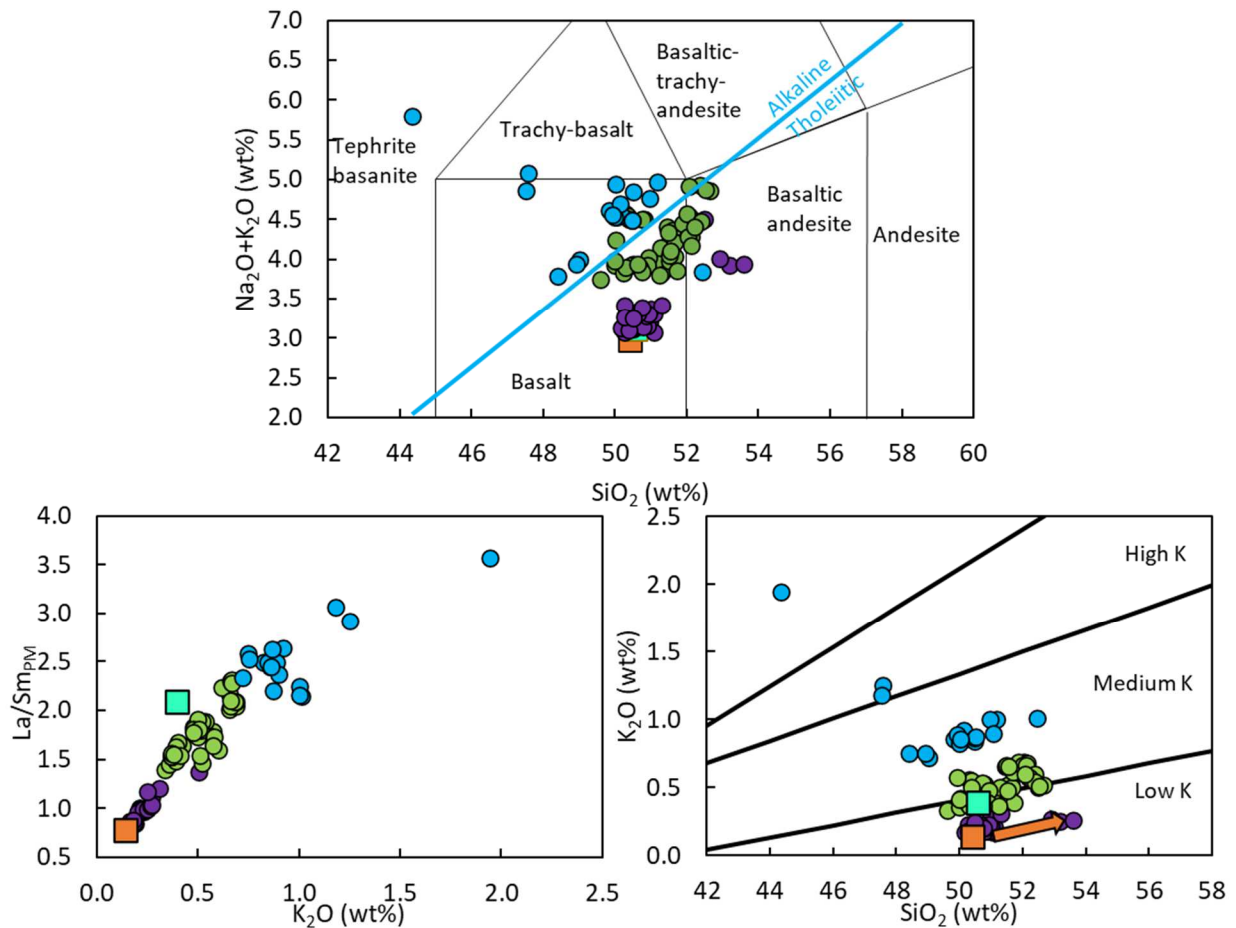 7.0
6.5
6.0
5.5
5.0
4.5
4.0
3.5
3.0
2.5
2.0
Na₂O+K₂O (wt%)
Basaltic-
trachy-
andesite
Alkaline
Tholeiitic
Trachy-basalt
Tephrite
basanite
Basaltic
andesite
Andesite
Basalt
42 44 46 48 50 52 54 56 58 60
SiO₂ (wt%)
4.0
3.5
3.0
2.5
2.0
1.5
1.0
0.5
La/Smₚₘ
0.0 0.5 1.0 1.5 2.0 2.5
K₂O (wt%)
2.5
2.0
1.5
1.0
0.5
0.0
K₂O (wt%)
High K
Medium K
Low K
42 44 46 48 50 52 54 56 58
SiO₂ (wt%)